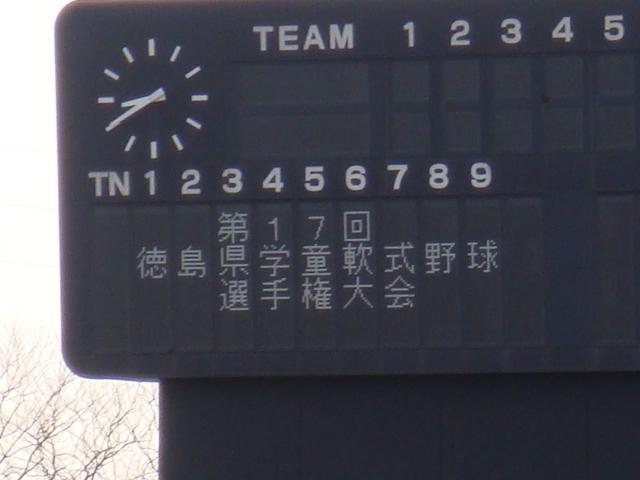 TEAM 1 2 3 4 5
TN 1 2 3 4 5 6 7 8 9
第17回
徳島県学童軟式野球
選手権大会